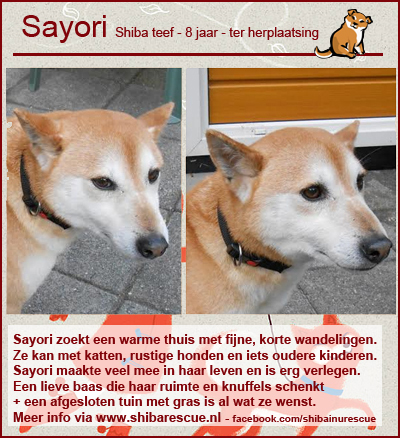 Sayori Shiba teef - 8 jaar - ter herplaatsing
Sayori zoekt een warme thuis met fijne, korte wandelingen.
Ze kan met katten, rustige honden en iets oudere kinderen.
Sayori maakte veel mee in haar leven en is erg verlegen.
Een lieve baas die haar ruimte en knuffels schenkt
+ een afgesloten tuin met gras is al wat ze wenst.
Meer info via www.shibarescue.nl - facebook.com/shibainurescue